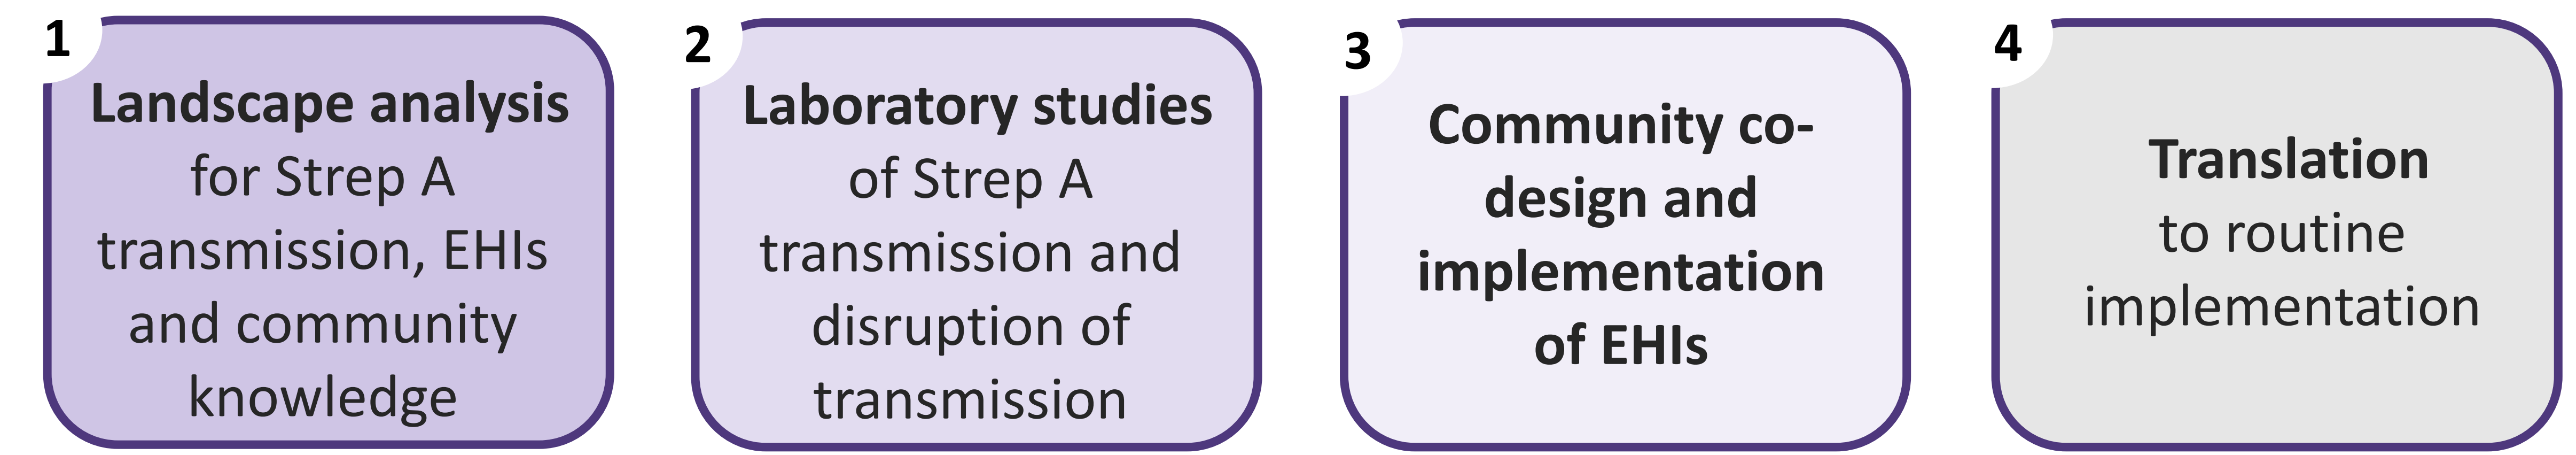 1
Landscape analysis
for Strep A
transmission, EHIs
and community
knowledge
2
Laboratory studies
of Strep A
transmission and
disruption of
transmission
3
Community co-
design and
implementation
of EHIs
4
Translation
to routine
implementation